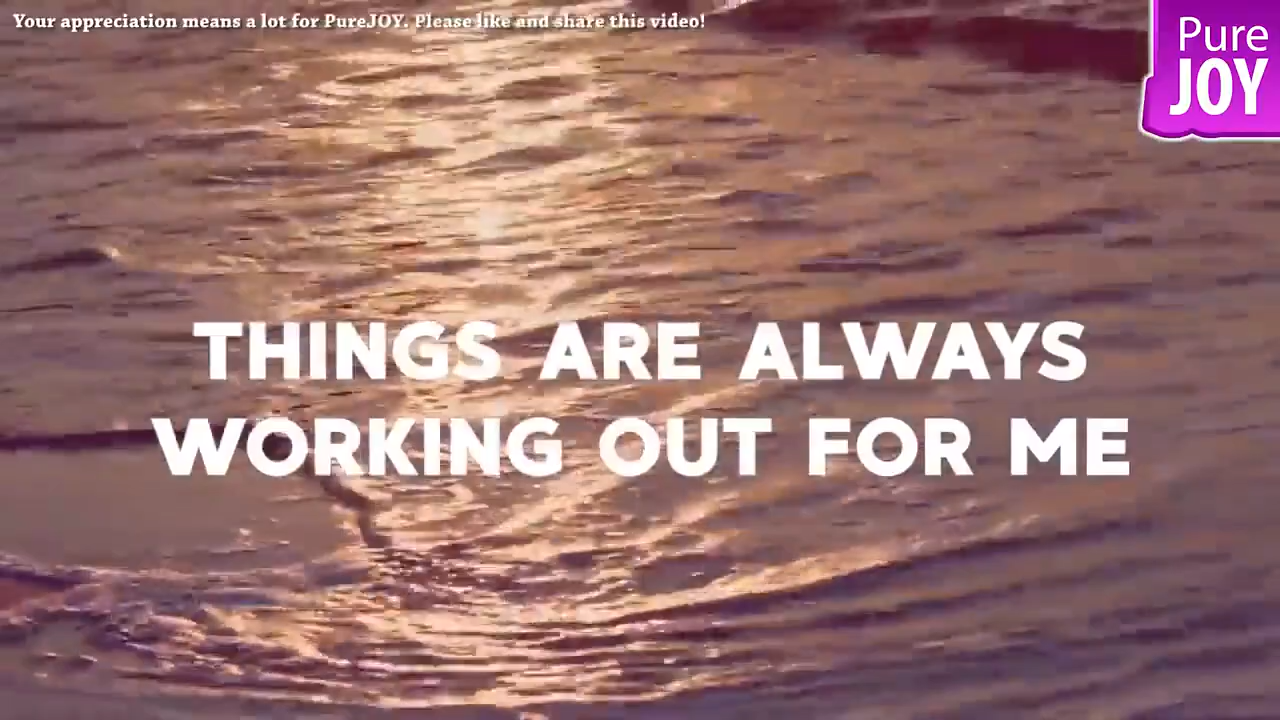 Your appreciation means a lot for PureJOY. Please like and share this video!
Pure
JOY
THINGS ARE ALWAYS
WORKING OUT FOR ME